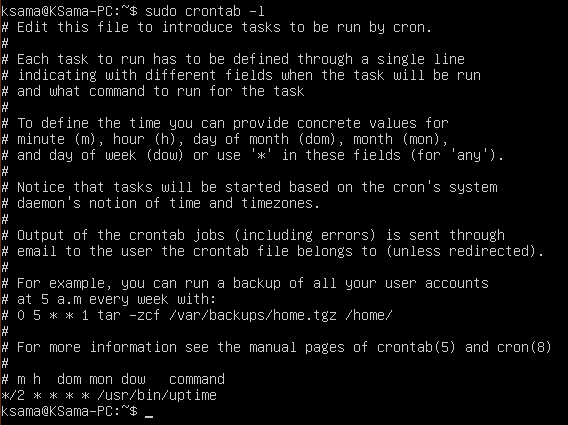 ksama@KSama-PC:~$ sudo crontab -l
# Edit this file to introduce tasks to be run by cron.
#
# Each task to run has to be defined through a single line
# indicating with different fields when the task will be run
# and what command to run for the task
#
# To define the time you can provide concrete values for
# minute (m), hour (h), day of month (dom), month (mon),
# and day of week (dow) or use '*' in these fields (for 'any').
#
# Notice that tasks will be started based on the cron's system
# daemon's notion of time and timezones.
#
# Output of the crontab jobs (including errors) is sent through
# email to the user the crontab file belongs to (unless redirected).
#
# For example, you can run a backup of all your user accounts
# at 5 a.m every week with:
# 0 5 * * 1 tar -zcf /var/backups/home.tgz /home/
#
# For more information see the manual pages of crontab(5) and cron(8)
#
# m h  dom mon dow   command
*/2 * * * * /usr/bin/uptime
ksama@KSama-PC:~$ _